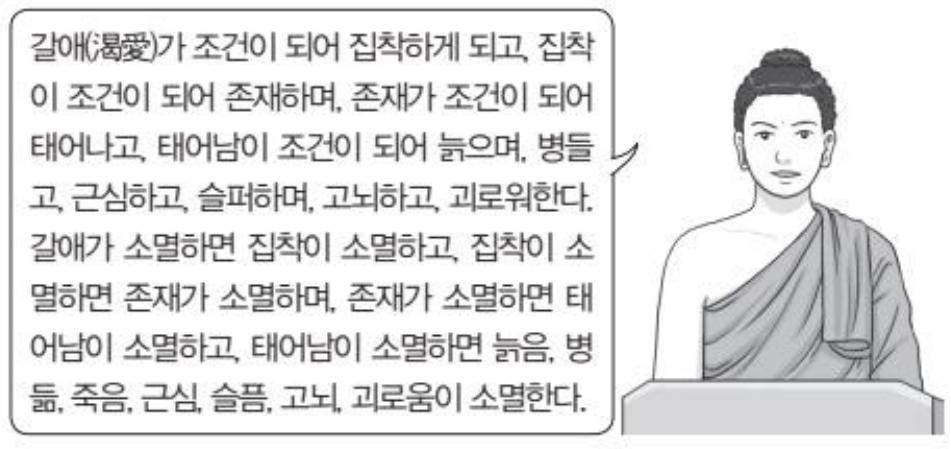 갈애(渴愛)가 조건이 되어 집착하게 되고, 집착
이 조건이 되어 존재하며, 존재가 조건이 되어
태어나고, 태어남이 조건이 되어 늙으며, 병들
고, 근심하고, 슬퍼하며, 고뇌하고, 괴로워한다.
갈애가 소멸하면 집착이 소멸하고, 집착이 소
멸하면 존재가 소멸하며, 존재가 소멸하면 태
어남이 소멸하고, 태어남이 소멸하면 늙음, 병
듦, 죽음, 근심, 슬픔, 고뇌, 괴로움이 소멸한다.